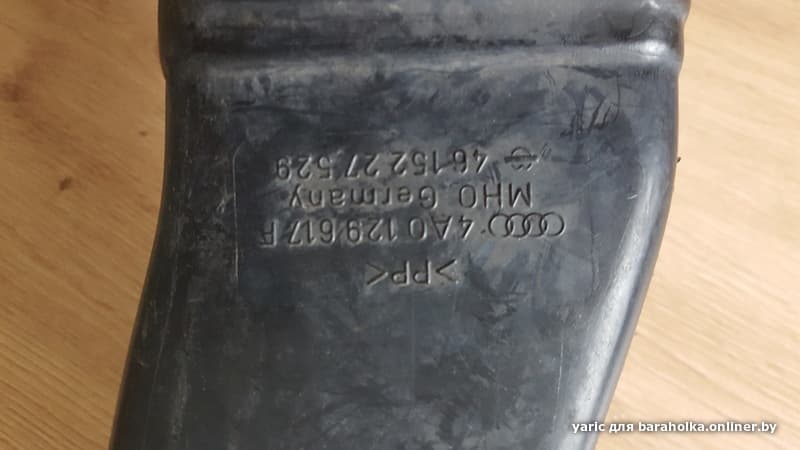 >PP<
4A0 129 617 F
MHO Germany
46 152 27 529
yaric для baraholka.onliner.by